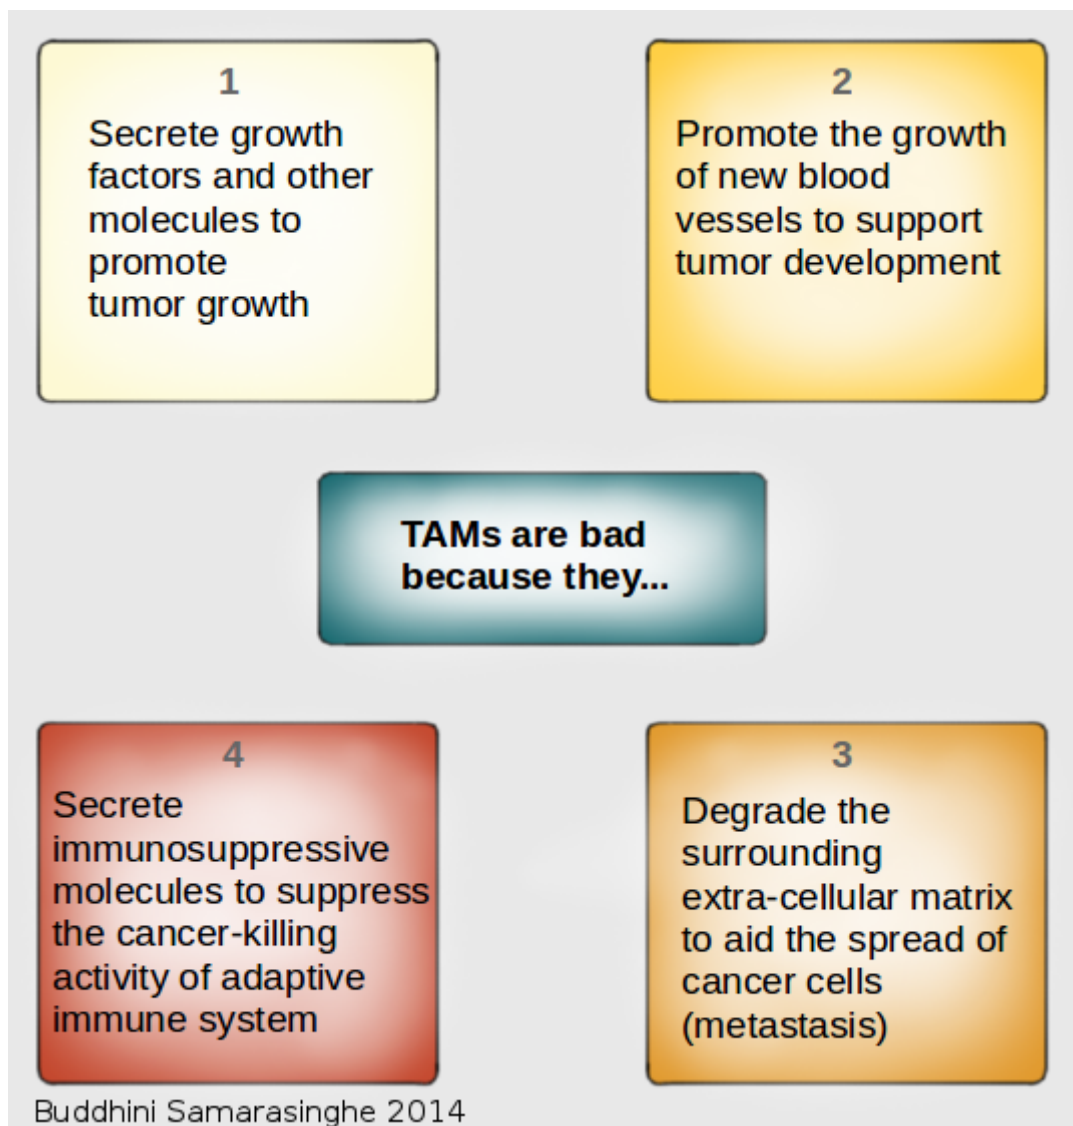 1
Secrete growth
factors and other
molecules to
promote
tumor growth
2
Promote the growth
of new blood
vessels to support
tumor development
TAMs are bad
because they...
4
Secrete
immunosuppressive
molecules to suppress
the cancer-killing
activity of adaptive
immune system
3
Degrade the
surrounding
extra-cellular matrix
to aid the spread of
cancer cells
(metastasis)
Buddhini Samarasinghe 2014